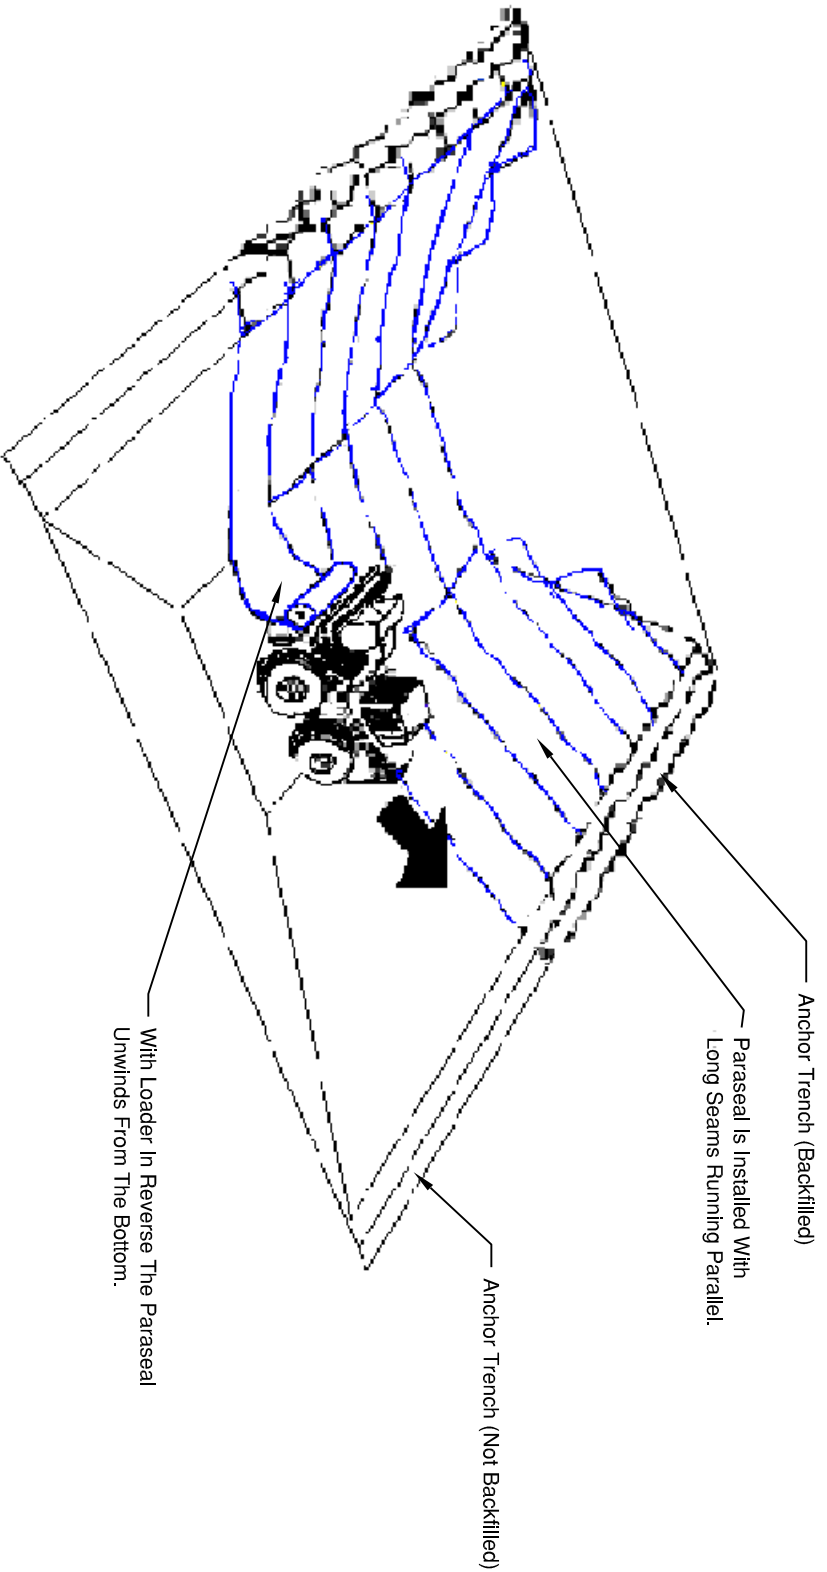 Anchor Trench (Backfilled)
Paraseal Is Installed With
Long Seams Running Parallel.
Anchor Trench (Not Backfilled)
With Loader In Reverse The Paraseal
Unwinds From The Bottom.